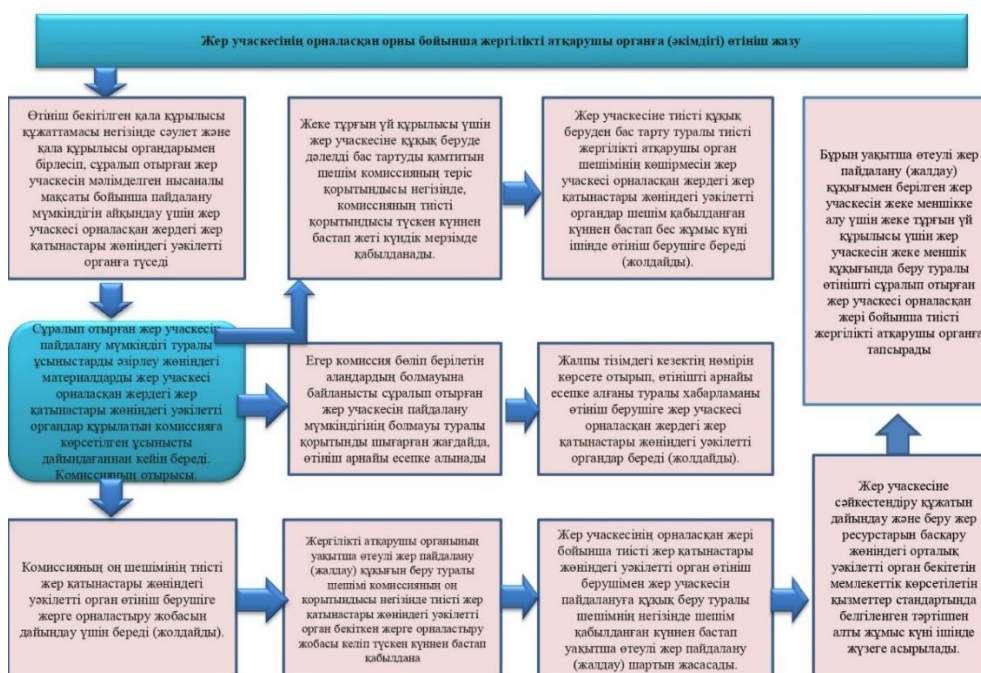 Жер учаскесінің орналасқан орны бойынша жергілікті атқарушы органға (әкімдігі) өтініш жазу
Өтініш бекітілген қала құрылысы
құжаттамасы негізінде сәулет және
қала құрылысы органдарымен
бірлесіп, сұралып отырған жер
учаскесін мәлімделген нысаналы
мақсаты бойынша пайдалану
мүмкіндігін айқындау үшін жер
учаскесі орналасқан жердегі жер
қатынастары жөніндегі уәкілетті
органға түседі
Жеке тұрғын үй құрылысы үшін
жер учаскесіне құқық беруде
дәлелді бас тартуды қамтитын
шешім комиссияның теріс
қорытындысы негізінде,
комиссияның тиісті
қорытындысы түскен күннен
бастап жеті күндік мерзімде
қабылданады.
Жер учаскесіне тиісті құқық
беруден бас тарту туралы тиісті
жергілікті атқарушы орган
шешімінің көшірмесін жер
учаскесі орналасқан жердегі жер
қатынастары жөніндегі уәкілетті
органдар шешім қабылданған
күннен бастап бес жұмыс күні
ішінде өтініш берушіге береді
(жолдайды).
Бұрын уақытша өтеулі жер
пайдалану (жалдау)
құқығымен берілген жер
учаскесін жеке меншікке
алу үшін жеке тұрғын үй
құрылысы үшін жер
учаскесін жеке меншік
құқығында беру туралы
өтінішті сұралып отырған
жер учаскесі орналасқан
жері бойынша тиісті
жергілікті атқарушы органға
тапсырады
Сұралып отырған жер учаскесін
пайдалану мүмкіндігі туралы
ұсыныстарды әзірлеу жөніндегі
материалдарды жер учаскесі
орналасқан жердегі жер
қатынастары жөніндегі уәкілетті
органдар құрылатын комиссияға
көрсетілген ұсынысты
дайындағаннан кейін береді.
Комиссияның отырысы.
Егер комиссия бөліп берілетін
алаңдардың болмауына
байланысты сұралып отырған
жер учаскесін пайдалану
мүмкіндігінің болмауы туралы
қорытынды шығарған жағдайда,
өтініш арнайы есепке алынады
Жалпы тізімдегі кезектің нөмірін
көрсете отырып, өтінішті арнайы
есепке алғаны туралы хабарламаны
өтініш берушіге жер учаскесі
орналасқан жердегі жер
қатынастары жөніндегі уәкілетті
органдар береді (жолдайды).
Комиссияның оң шешімінің тиісті
жер қатынастары жөніндегі
уәкілетті орган өтініш берушіге
жерге орналастыру жобасын
дайындау үшін береді (жолдайды).
Жергілікті атқарушы органының
уақытша өтеулі жер пайдалану
(жалдау) құқығын беру туралы
шешімі комиссияның оң
қорытындысы негізінде тиісті жер
қатынастары жөніндегі уәкілетті
орган бекіткен жерге орналастыру
жобасы келіп түскен күннен бастап
қабылдана
Жер учаскесінің орналасқан жері
бойынша тиісті жер қатынастары
жөніндегі уәкілетті орган өтініш
берушімен жер учаскесін
пайдалануға құқық беру туралы
шешімінің негізінде шешім
қабылданған күннен бастап
уақытша өтеулі жер пайдалану
(жалдау) шартын жасасады.
Жер учаскесіне
сәйкестендіру құжатын
дайындау және беру жер
ресурстарын басқару
жөніндегі орталық
уәкілетті орган бекітетін
мемлекеттік көрсетілетін
қызметтер стандартында
белгіленген тәртіппен
алты жұмыс күні ішінде
жүзеге асырылады.